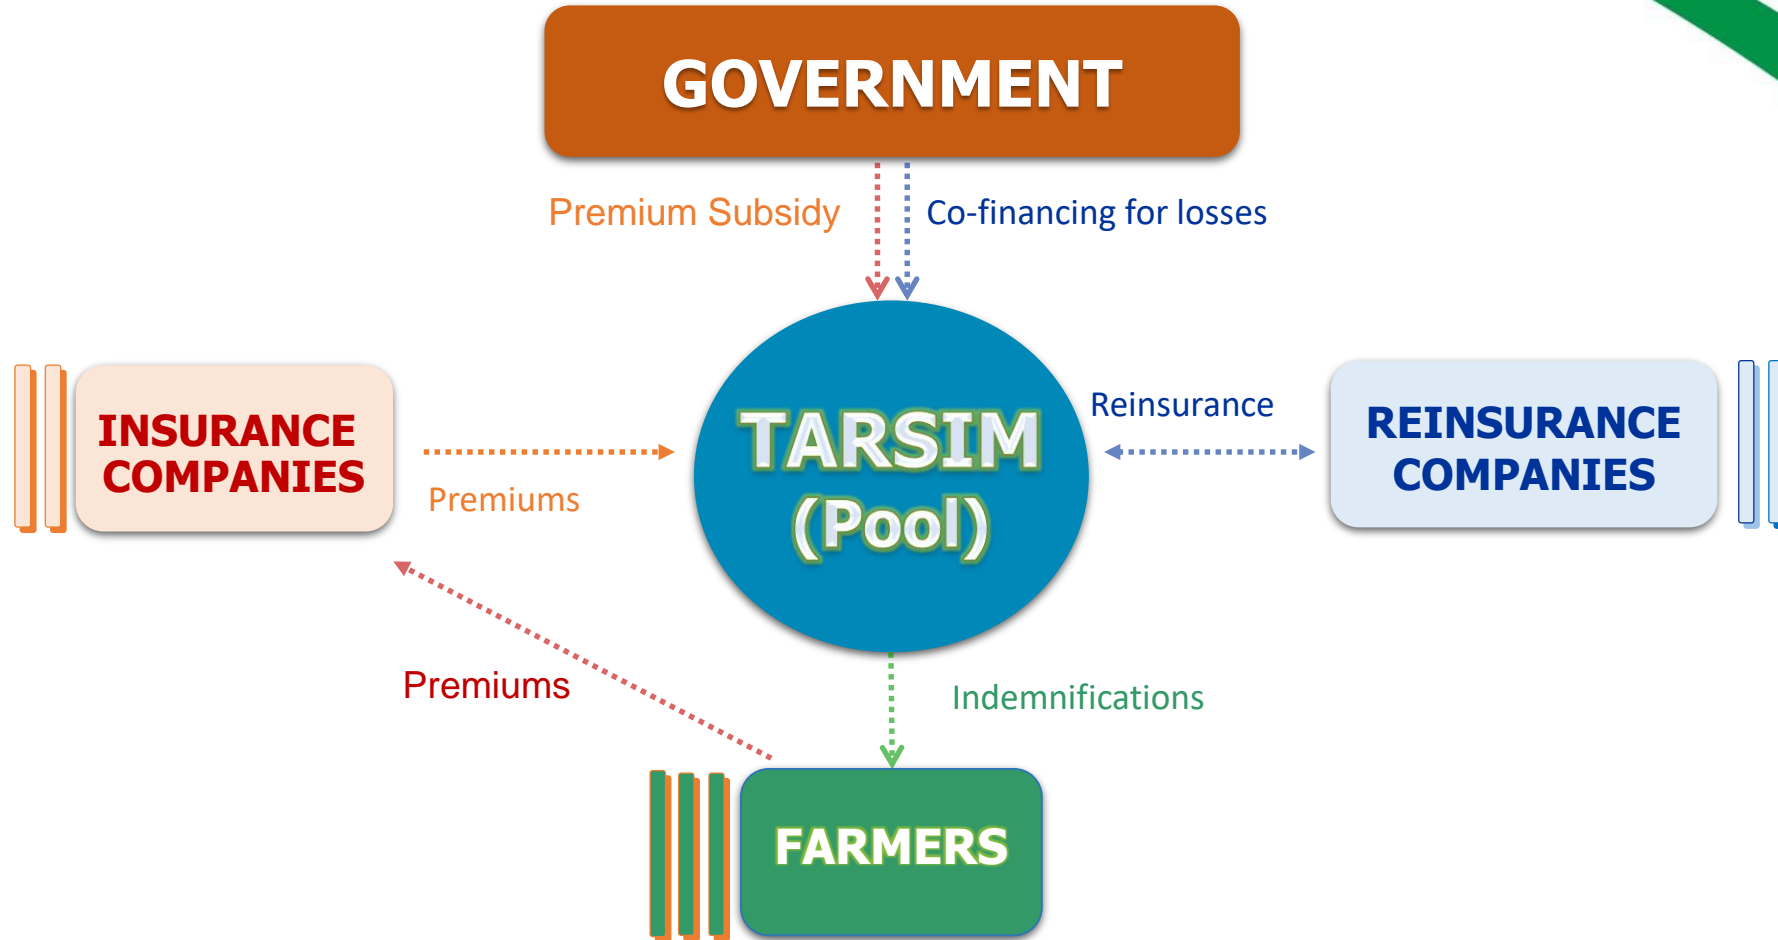 GOVERNMENT
Premium Subsidy
Co-financing for losses
INSURANCE
COMPANIES
Premiums
TARSIM
(Pool)
Reinsurance
REINSURANCE
COMPANIES
Premiums
Indemnifications
FARMERS